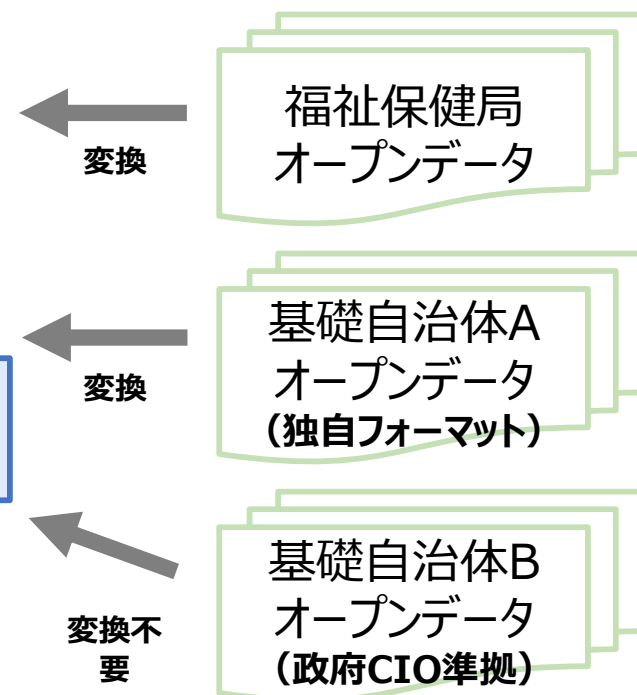 福祉保健局
オープンデータ
変換
基礎自治体A
オープンデータ
（独自フォーマット）
変換
基礎自治体B
オープンデータ
（政府CIO準拠）
変換不
要